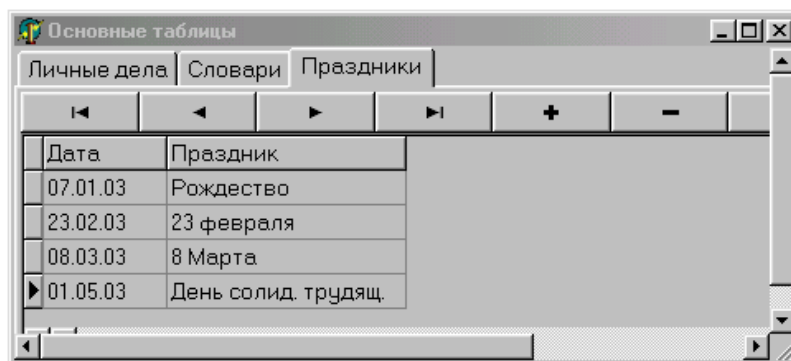 Основные таблицы
Личные дела Словари Праздники
Дата Праздник
07.01.03 Рождество
23.02.03 23 февраля
08.03.03 8 Марта
01.05.03 День солид. трудящ.